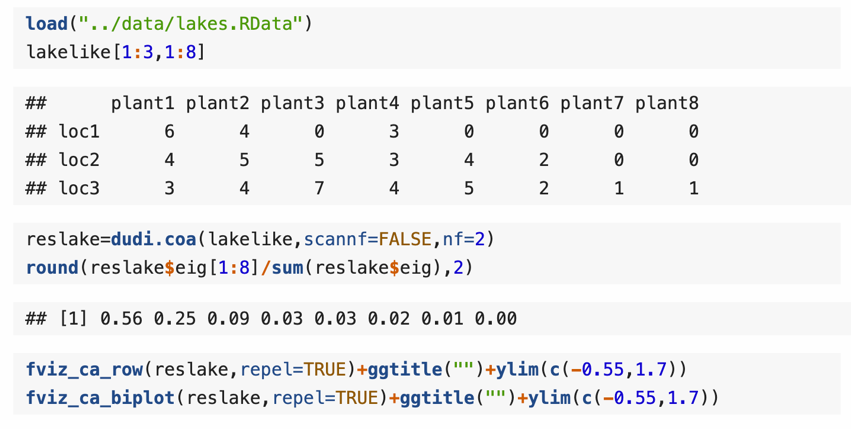 load("../data/lakes.RData")
lakelike[1:3,1:8]
##      plant1 plant2 plant3 plant4 plant5 plant6 plant7 plant8
## loc1      6      4      0      3      0      0      0      0
## loc2      4      5      5      3      4      2      0      0
## loc3      3      4      7      4      5      2      1      1
reslake=dudi.coa(lakelike,scannf=FALSE,nf=2)
round(reslake$eig[1:8]/sum(reslake$eig),2)
## [1] 0.56 0.25 0.09 0.03 0.03 0.02 0.01 0.00
fviz_ca_row(reslake,repel=TRUE)+ggtitle("")+ylim(c(-0.55,1.7))
fviz_ca_biplot(reslake,repel=TRUE)+ggtitle("")+ylim(c(-0.55,1.7))